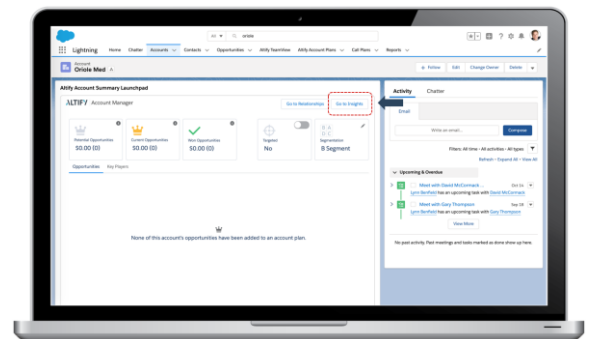 All
oriole
Lightning Home Chatter Accounts Contacts Opportunities Altify TeamView Altify Account Plans Call Plans Reports
Account
Oriole Med
Follow Edit Change Owner Delete
Altify Account Summary Launchpad
ALTIFY Account Manager
Go to Relationships Go to Insights
Potential Opportunities
$0.00 (0)
Current Opportunities
$0.00 (0)
Won Opportunities
$0.00 (0)
Targeted
No
Segmentation
B Segment
Opportunities Key Players
None of this account's opportunities have been added to an account plan.
Activity Chatter
Email
Write an email...
Compose
Filters: All time • All activities • All types
Refresh • Expand All • View All
Upcoming & Overdue
Meet with David McCormack ...
Lynn Benfield has an upcoming task with David McCormack
Meet with Gary Thompson
Sep 28
Lynn Benfield has an upcoming task with Gary Thompson
View More
No past activity. Past meetings and tasks marked as done show up here.